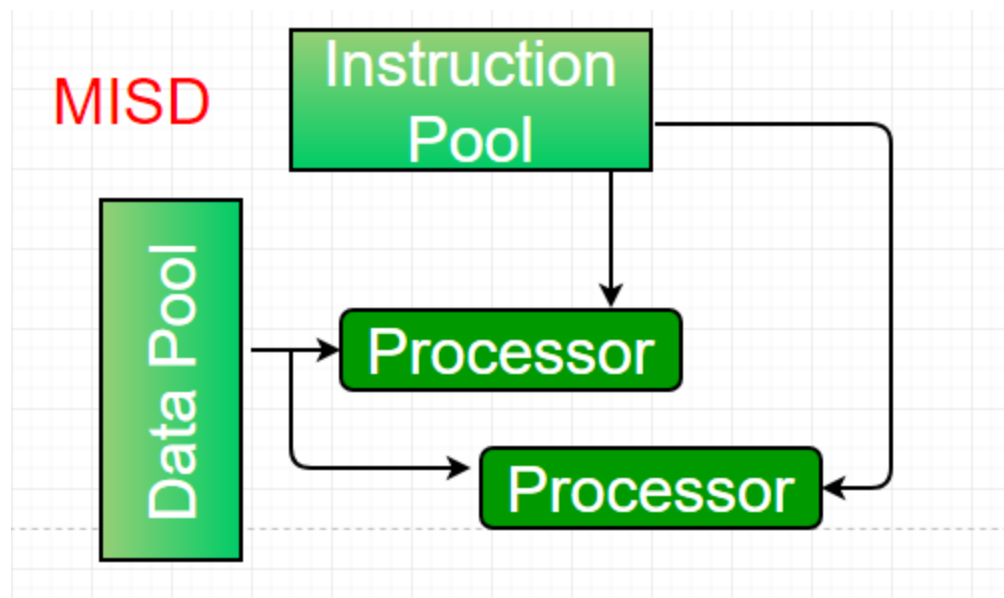 MISD
Instruction
Pool
Data Pool
Processor
Processor